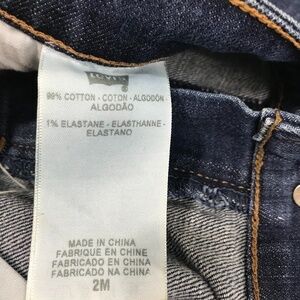 LEVI'S
99% COTTON - COTON - ALGODÓN -
ALGODÃO
1% ELASTANE - ELASTHANNE -
ELASTANO
MADE IN CHINA
FABRIQUE EN CHINE
FABRICADO EN CHINA
FABRICADO NA CHINA
2M